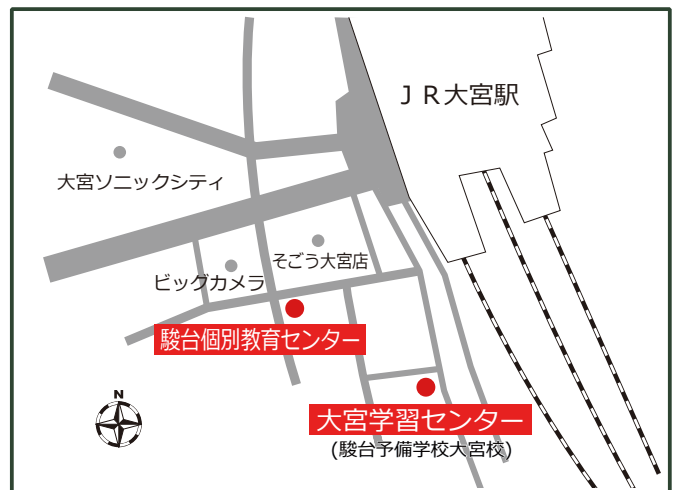 ＪＲ大宮駅
大宮ソニックシティ
そごう大宮店
ビッグカメラ
駿台個別教育センター
N
大宮学習センター
(駿台予備学校大宮校)